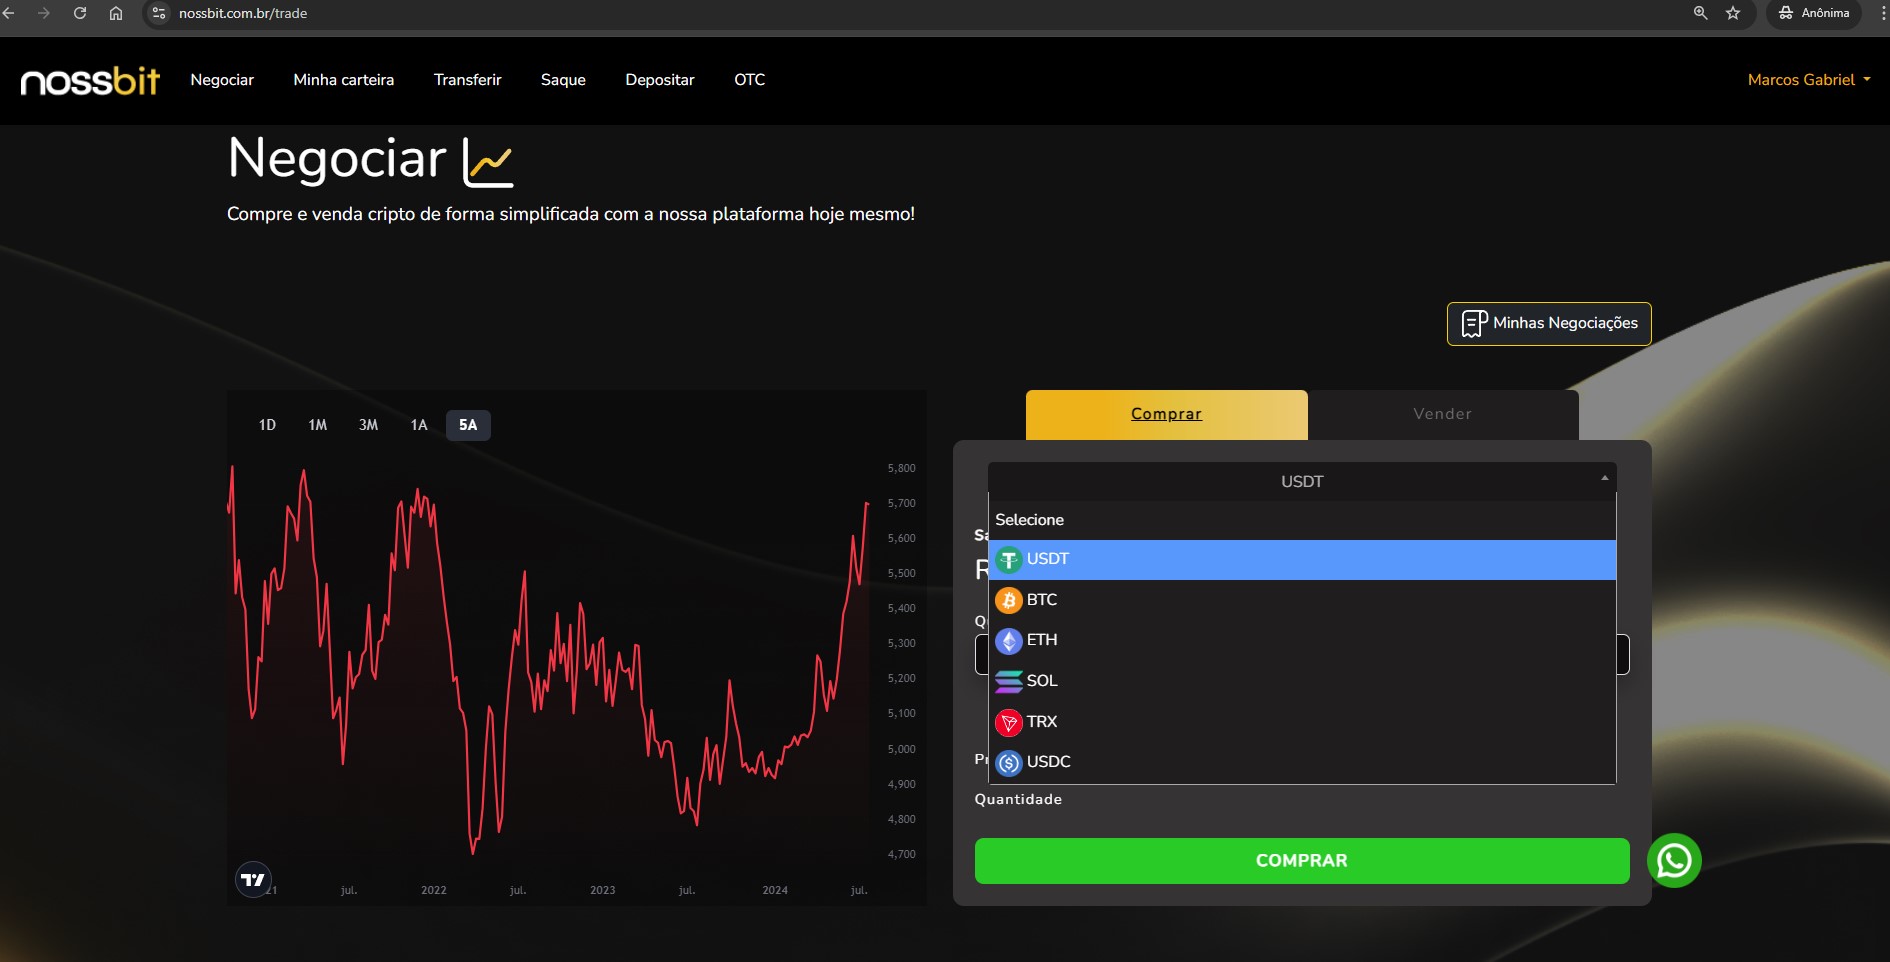 nossbit.com.br/trade
Anônima
nossbit
Negociar
Minha carteira
Transferir
Saque
Depositar
OTC
Marcos Gabriel
Negociar
Compre e venda cripto de forma simplificada com a nossa plataforma hoje mesmo!
Minhas Negociações
1D 1M 3M 1A 5A
5,800
5,700
5,600
5,500
5,400
5,300
5,200
5,100
5,000
4,900
4,800
4,700
jul. 2022 jul. 2023 jul. 2024 jul.
Comprar
Vender
USDT
Selecione
USDT
BTC
ETH
SOL
TRX
USDC
Quantidade
COMPRAR